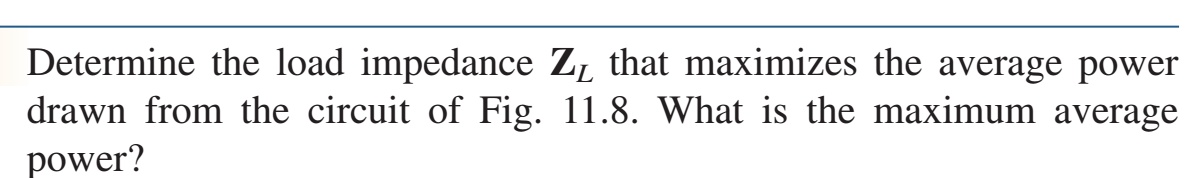 Determine the load impedance Z_L that maximizes the average power
drawn from the circuit of Fig. 11.8. What is the maximum average
power?